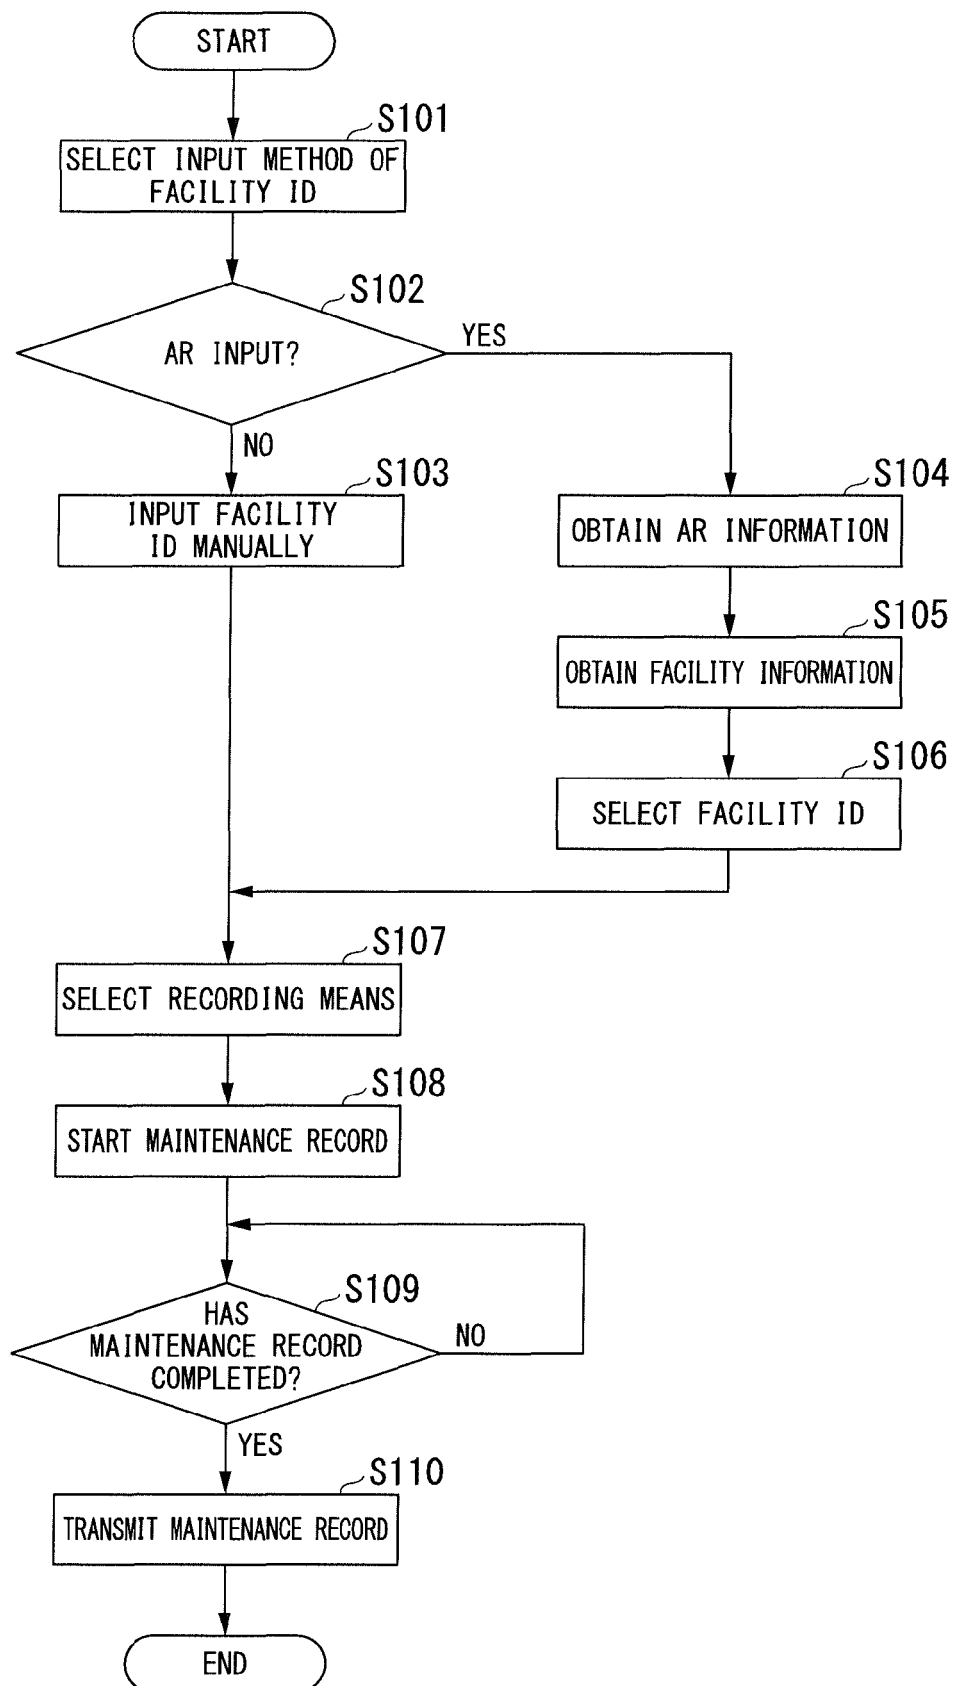 START
S101
SELECT INPUT METHOD OF
FACILITY ID
S102
AR INPUT?
YES
NO
S103
INPUT FACILITY
ID MANUALLY
S104
OBTAIN AR INFORMATION
S105
OBTAIN FACILITY INFORMATION
S106
SELECT FACILITY ID
S107
SELECT RECORDING MEANS
S108
START MAINTENANCE RECORD
S109
HAS
MAINTENANCE RECORD
COMPLETED?
NO
YES
S110
TRANSMIT MAINTENANCE RECORD
END